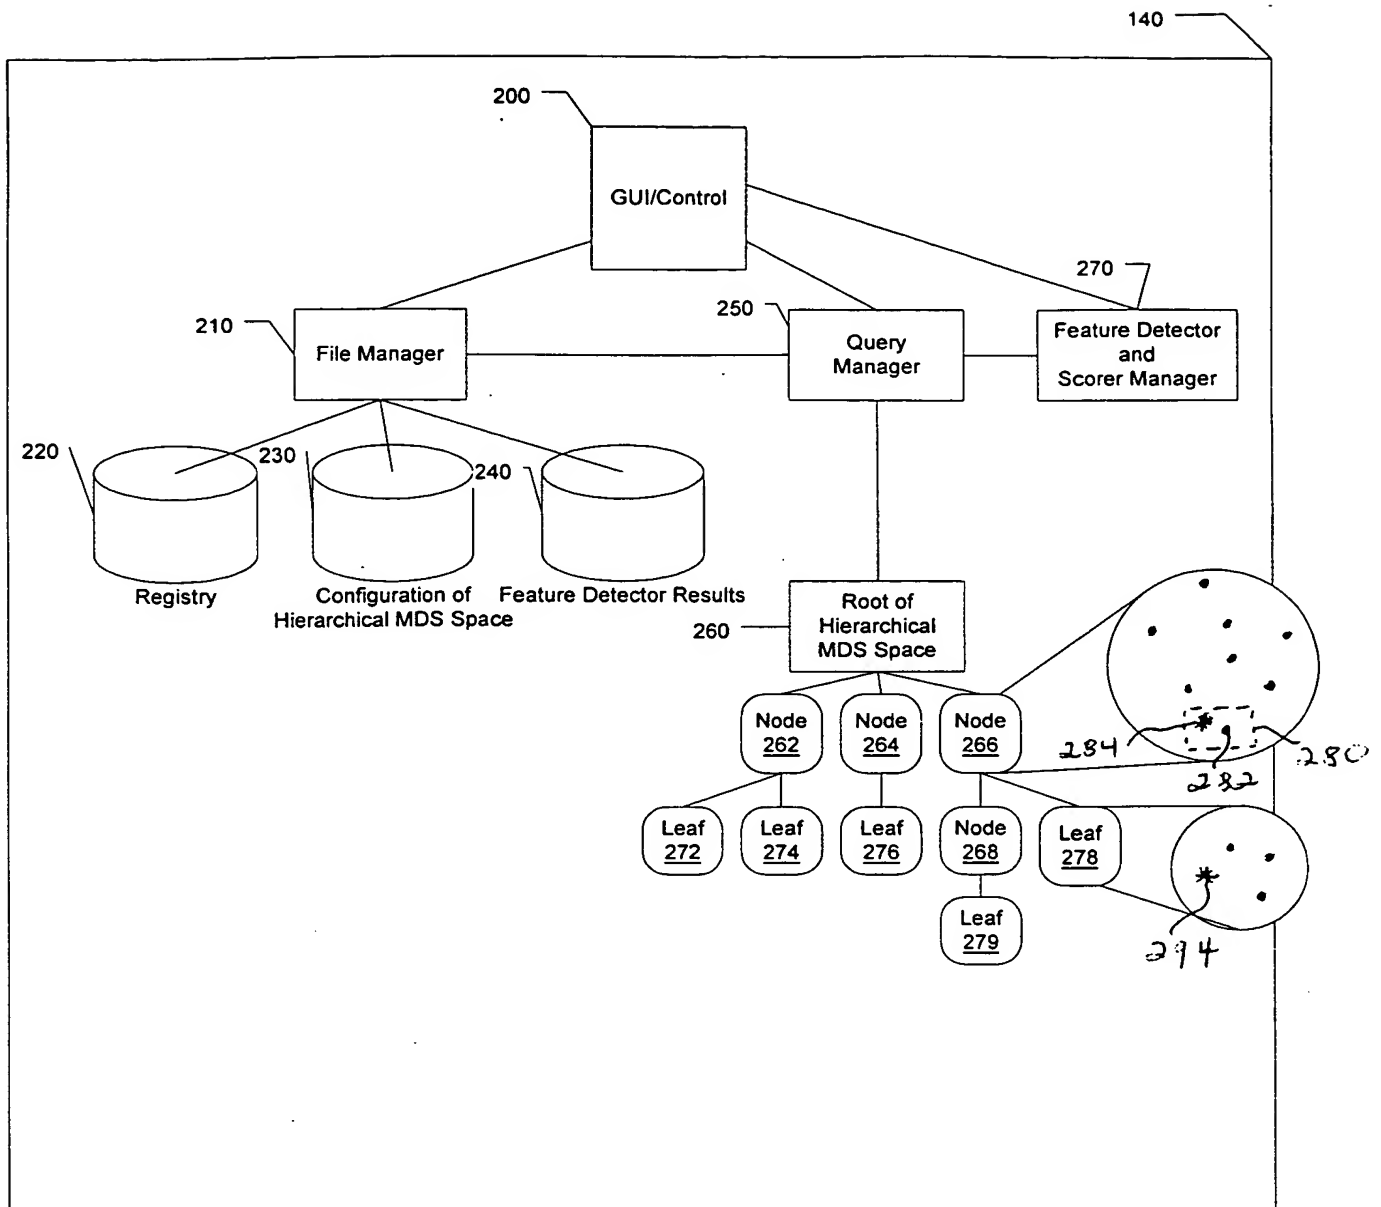 140
200
GUI/Control
270
210
File Manager
250
Query
Manager
Feature Detector
and
Scorer Manager
220
230
240
Registry
Configuration of
Hierarchical MDS Space
Feature Detector Results
260
Root of
Hierarchical
MDS Space
Node
262
Node
264
Node
266
284
282
280
Leaf
272
Leaf
274
Leaf
276
Node
268
Leaf
278
Leaf
279
294